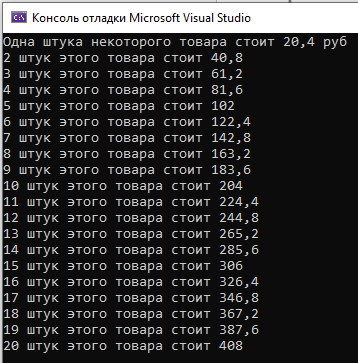 Консоль отладки Microsoft Visual Studio
Одна штука некоторого товара стоит 20,4 руб
2 штук этого товара стоит 40,8
3 штук этого товара стоит 61,2
4 штук этого товара стоит 81,6
5 штук этого товара стоит 102
6 штук этого товара стоит 122,4
7 штук этого товара стоит 142,8
8 штук этого товара стоит 163,2
9 штук этого товара стоит 183,6
10 штук этого товара стоит 204
11 штук этого товара стоит 224,4
12 штук этого товара стоит 244,8
13 штук этого товара стоит 265,2
14 штук этого товара стоит 285,6
15 штук этого товара стоит 306
16 штук этого товара стоит 326,4
17 штук этого товара стоит 346,8
18 штук этого товара стоит 367,2
19 штук этого товара стоит 387,6
20 штук этого товара стоит 408